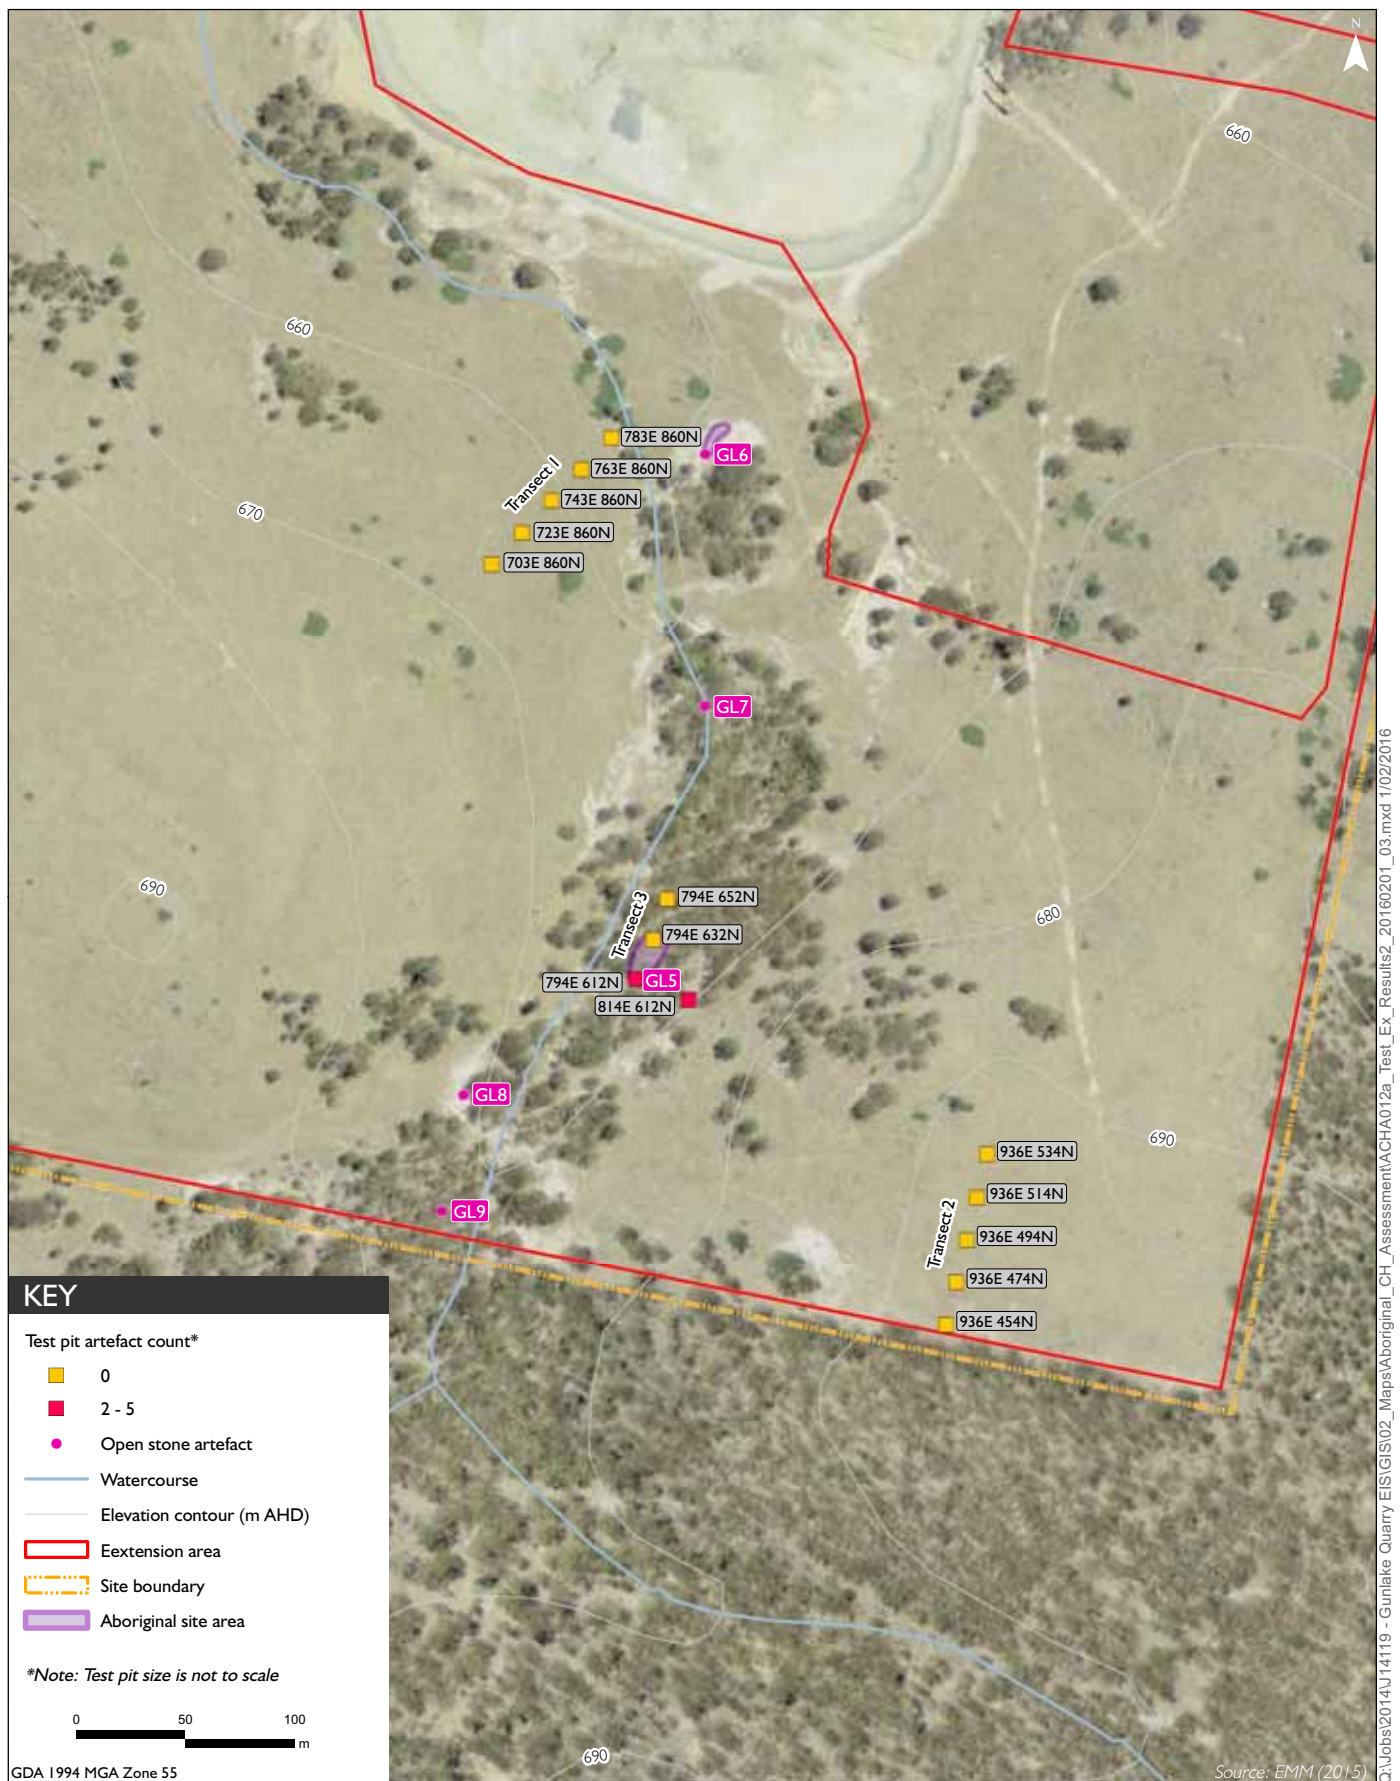 N
660
660
783E 860N
GL6
763E 860N
Transect 1
743E 860N
670
723E 860N
703E 860N
GL7
690
794E 652N
Transect 3
680
794E 632N
794E 612N
GL5
814E 612N
GL8
690
936E 534N
936E 514N
GL9
Transect 2
936E 494N
936E 474N
936E 454N
KEY
Test pit artefact count*
0
2 - 5
Open stone artefact
Watercourse
Elevation contour (m AHD)
Eextension area
Site boundary
Aboriginal site area
*Note: Test pit size is not to scale
0 50 100
m
GDA 1994 MGA Zone 55
690
Source: EMM (2015)
Q:\Jobs\2014\J14119 - Gunlake Quarry EIS\GIS\02_Maps\Aboriginal_CH_Assessment\ACHA012a_Test_Ex_Results2_20160201_03.mxd 1/02/2016